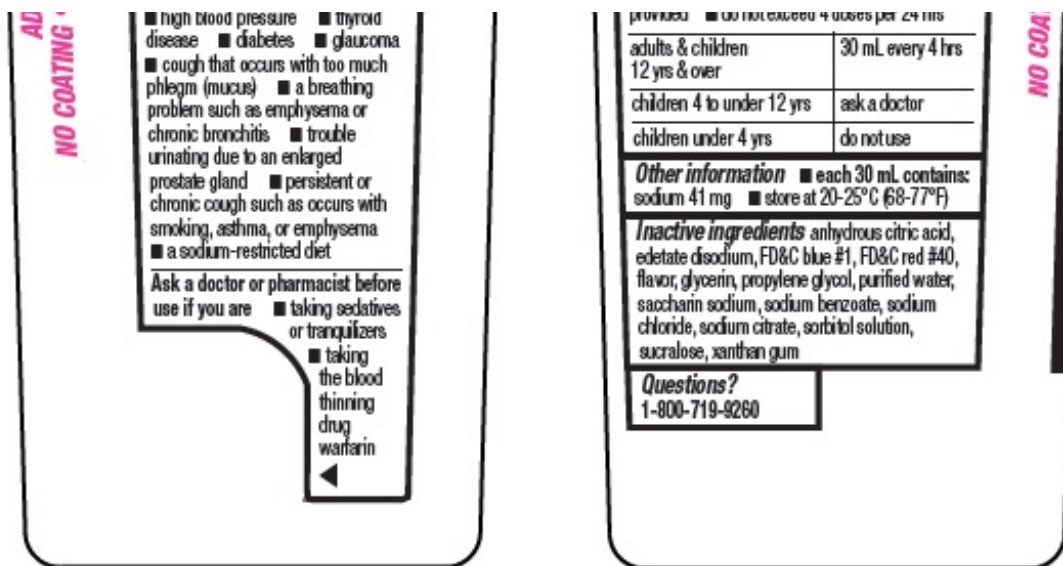 AD
NO COATING
■ high blood pressure ■ thyroid
disease ■ diabetes ■ glaucoma
■ cough that occurs with too much
phlegm (mucus) ■ a breathing
problem such as emphysema or
chronic bronchitis ■ trouble
urinating due to an enlarged
prostate gland ■ persistent or
chronic cough such as occurs with
smoking, asthma, or emphysema
■ a sodium-restricted diet
Ask a doctor or pharmacist before
use if you are ■ taking sedatives
or tranquilizers
■ taking
the blood
thinning
drug
warfarin
provided ■ do not exceed 4 doses per 24 hrs
adults & children 30 mL every 4 hrs
12 yrs & over
children 4 to under 12 yrs ask a doctor
children under 4 yrs do not use
Other information ■ each 30 mL contains:
sodium 41 mg ■ store at 20-25°C (68-77°F)
Inactive ingredients anhydrous citric acid,
edetate disodium, FD&C blue #1, FD&C red #40,
flavor, glycerin, propylene glycol, purified water,
saccharin sodium, sodium benzoate, sodium
chloride, sodium citrate, sorbitol solution,
sucralose, xanthan gum
Questions?
1-800-719-9260
NO COAT